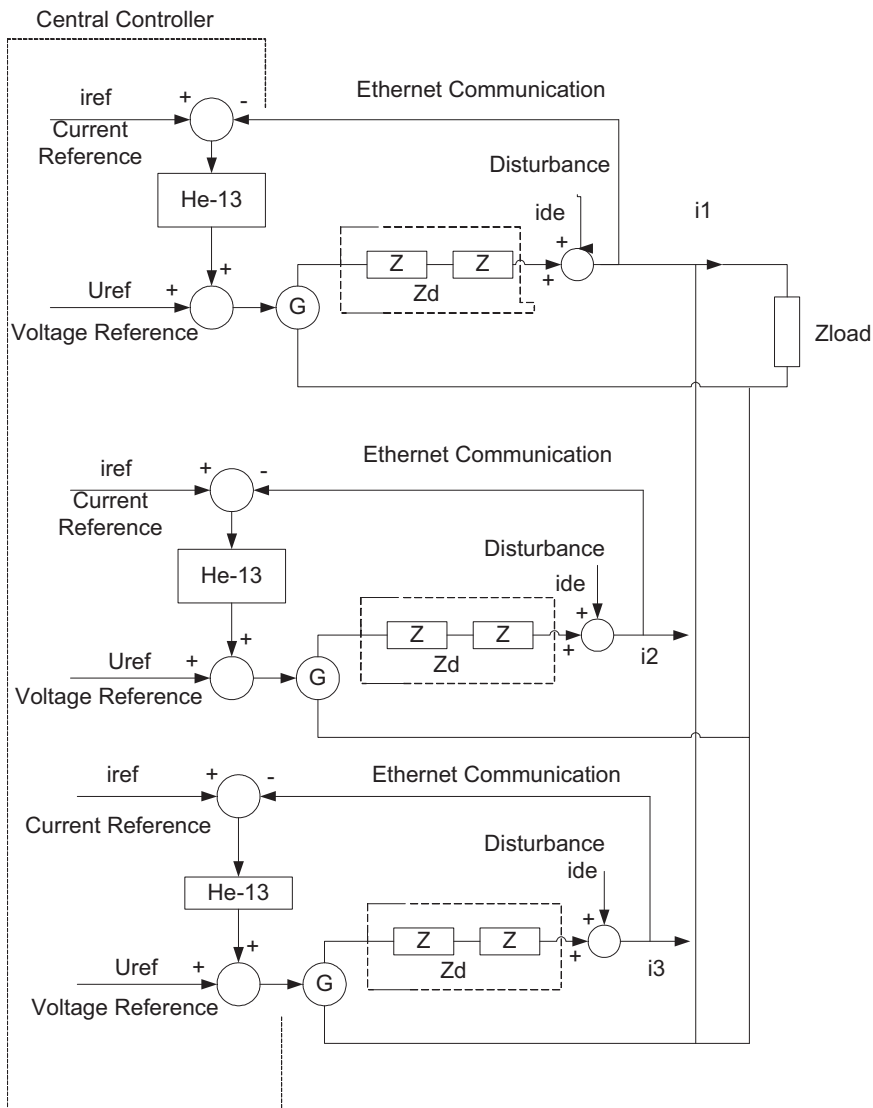 Central Controller
iref
+
-
Ethernet Communication
Current
Reference
Disturbance
He-13
ide
i1
+
+
Z
Z
+
+
Uref
Zd
G
Voltage Reference
Zload
Ethernet Communication
iref
+
-
Current
Reference
Disturbance
He-13
ide
+
+
Z
Z
+
Uref
+
Zd
i2
G
Voltage Reference
iref
+
-
Ethernet Communication
Current Reference
Disturbance
ide
He-13
+
+
Z
Z
+
Uref
+
Zd
i3
G
Voltage Reference